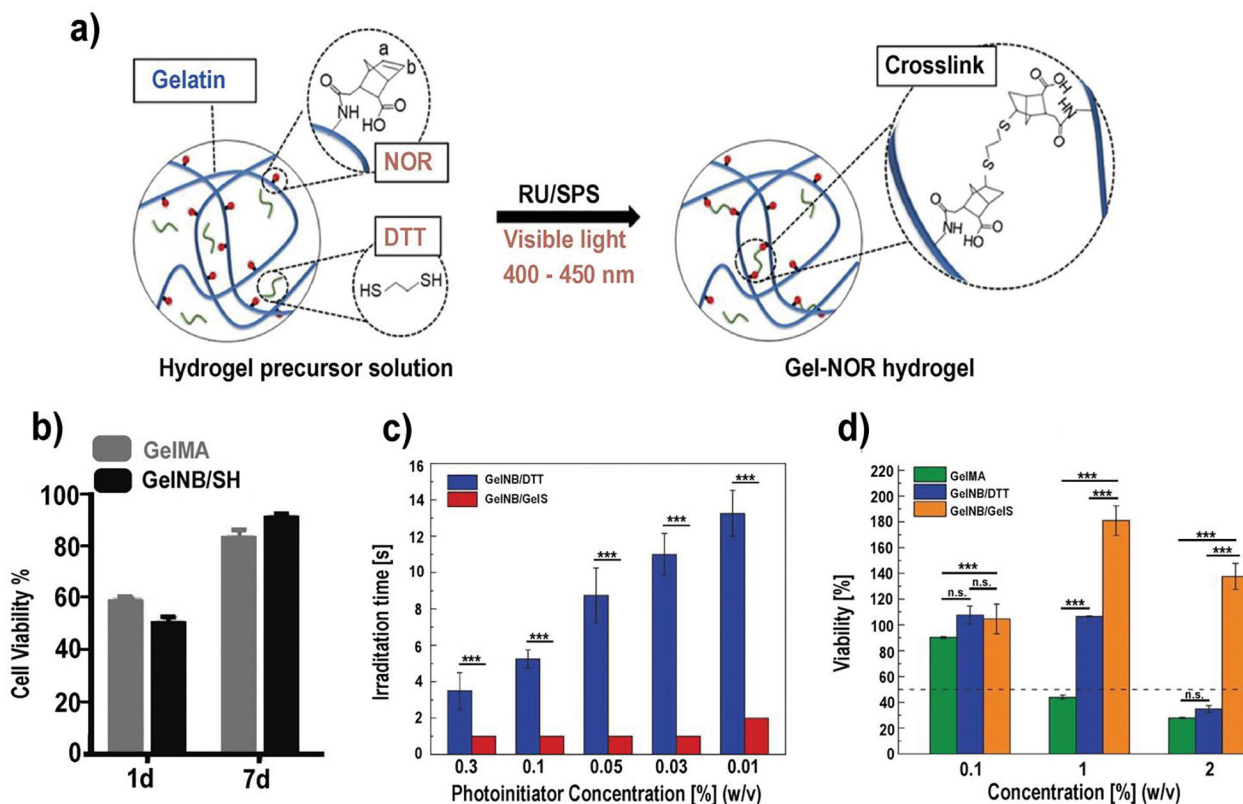 a)
Gelatin
a
b
O
NH
HO
O
NOR
DTT
HS
SH
Hydrogel precursor solution
RU/SPS
Visible light
400 - 450 nm
Crosslink
O
OH
HN
O
S
S
O
NH
HO
O
Gel-NOR hydrogel
b)
GelMA
GelNB/SH
Cell Viability %
100
80
60
40
20
0
1d
7d
c)
GelNB/DTT
GelNB/GelS
Irraditation time [s]
16
14
12
10
8
6
4
2
0
***
***
***
***
***
0.3
0.1
0.05
0.03
0.01
Photoinitiator Concentration [%] (w/v)
d)
GelMA
GelNB/DTT
GelNB/GelS
Viability [%]
220
200
180
160
140
120
100
80
60
40
20
0
***
n.s.
n.s.
***
***
***
***
***
n.s.
0.1
1
2
Concentration [%] (w/v)